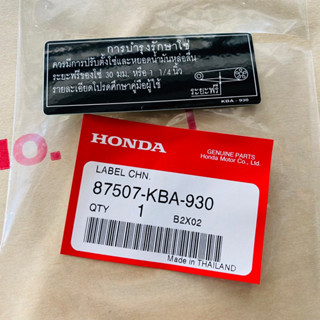 การบำรุงรักษาโซ่
ควรมีการปรับตั้งโซ่และหยอดน้ำมันหล่อลื่น
ระยะฟรีของโซ่ 30 มม. หรือ 1 1/4 นิ้ว
รายละเอียดโปรดศึกษาคู่มือผู้ใช้
ระยะฟรี
KBA-930
HONDA
GENUINE PARTS
Honda Motor Co., Ltd.
LABEL CHN.
87507-KBA-930
QTY 1 B2X02
Made in THAILAND